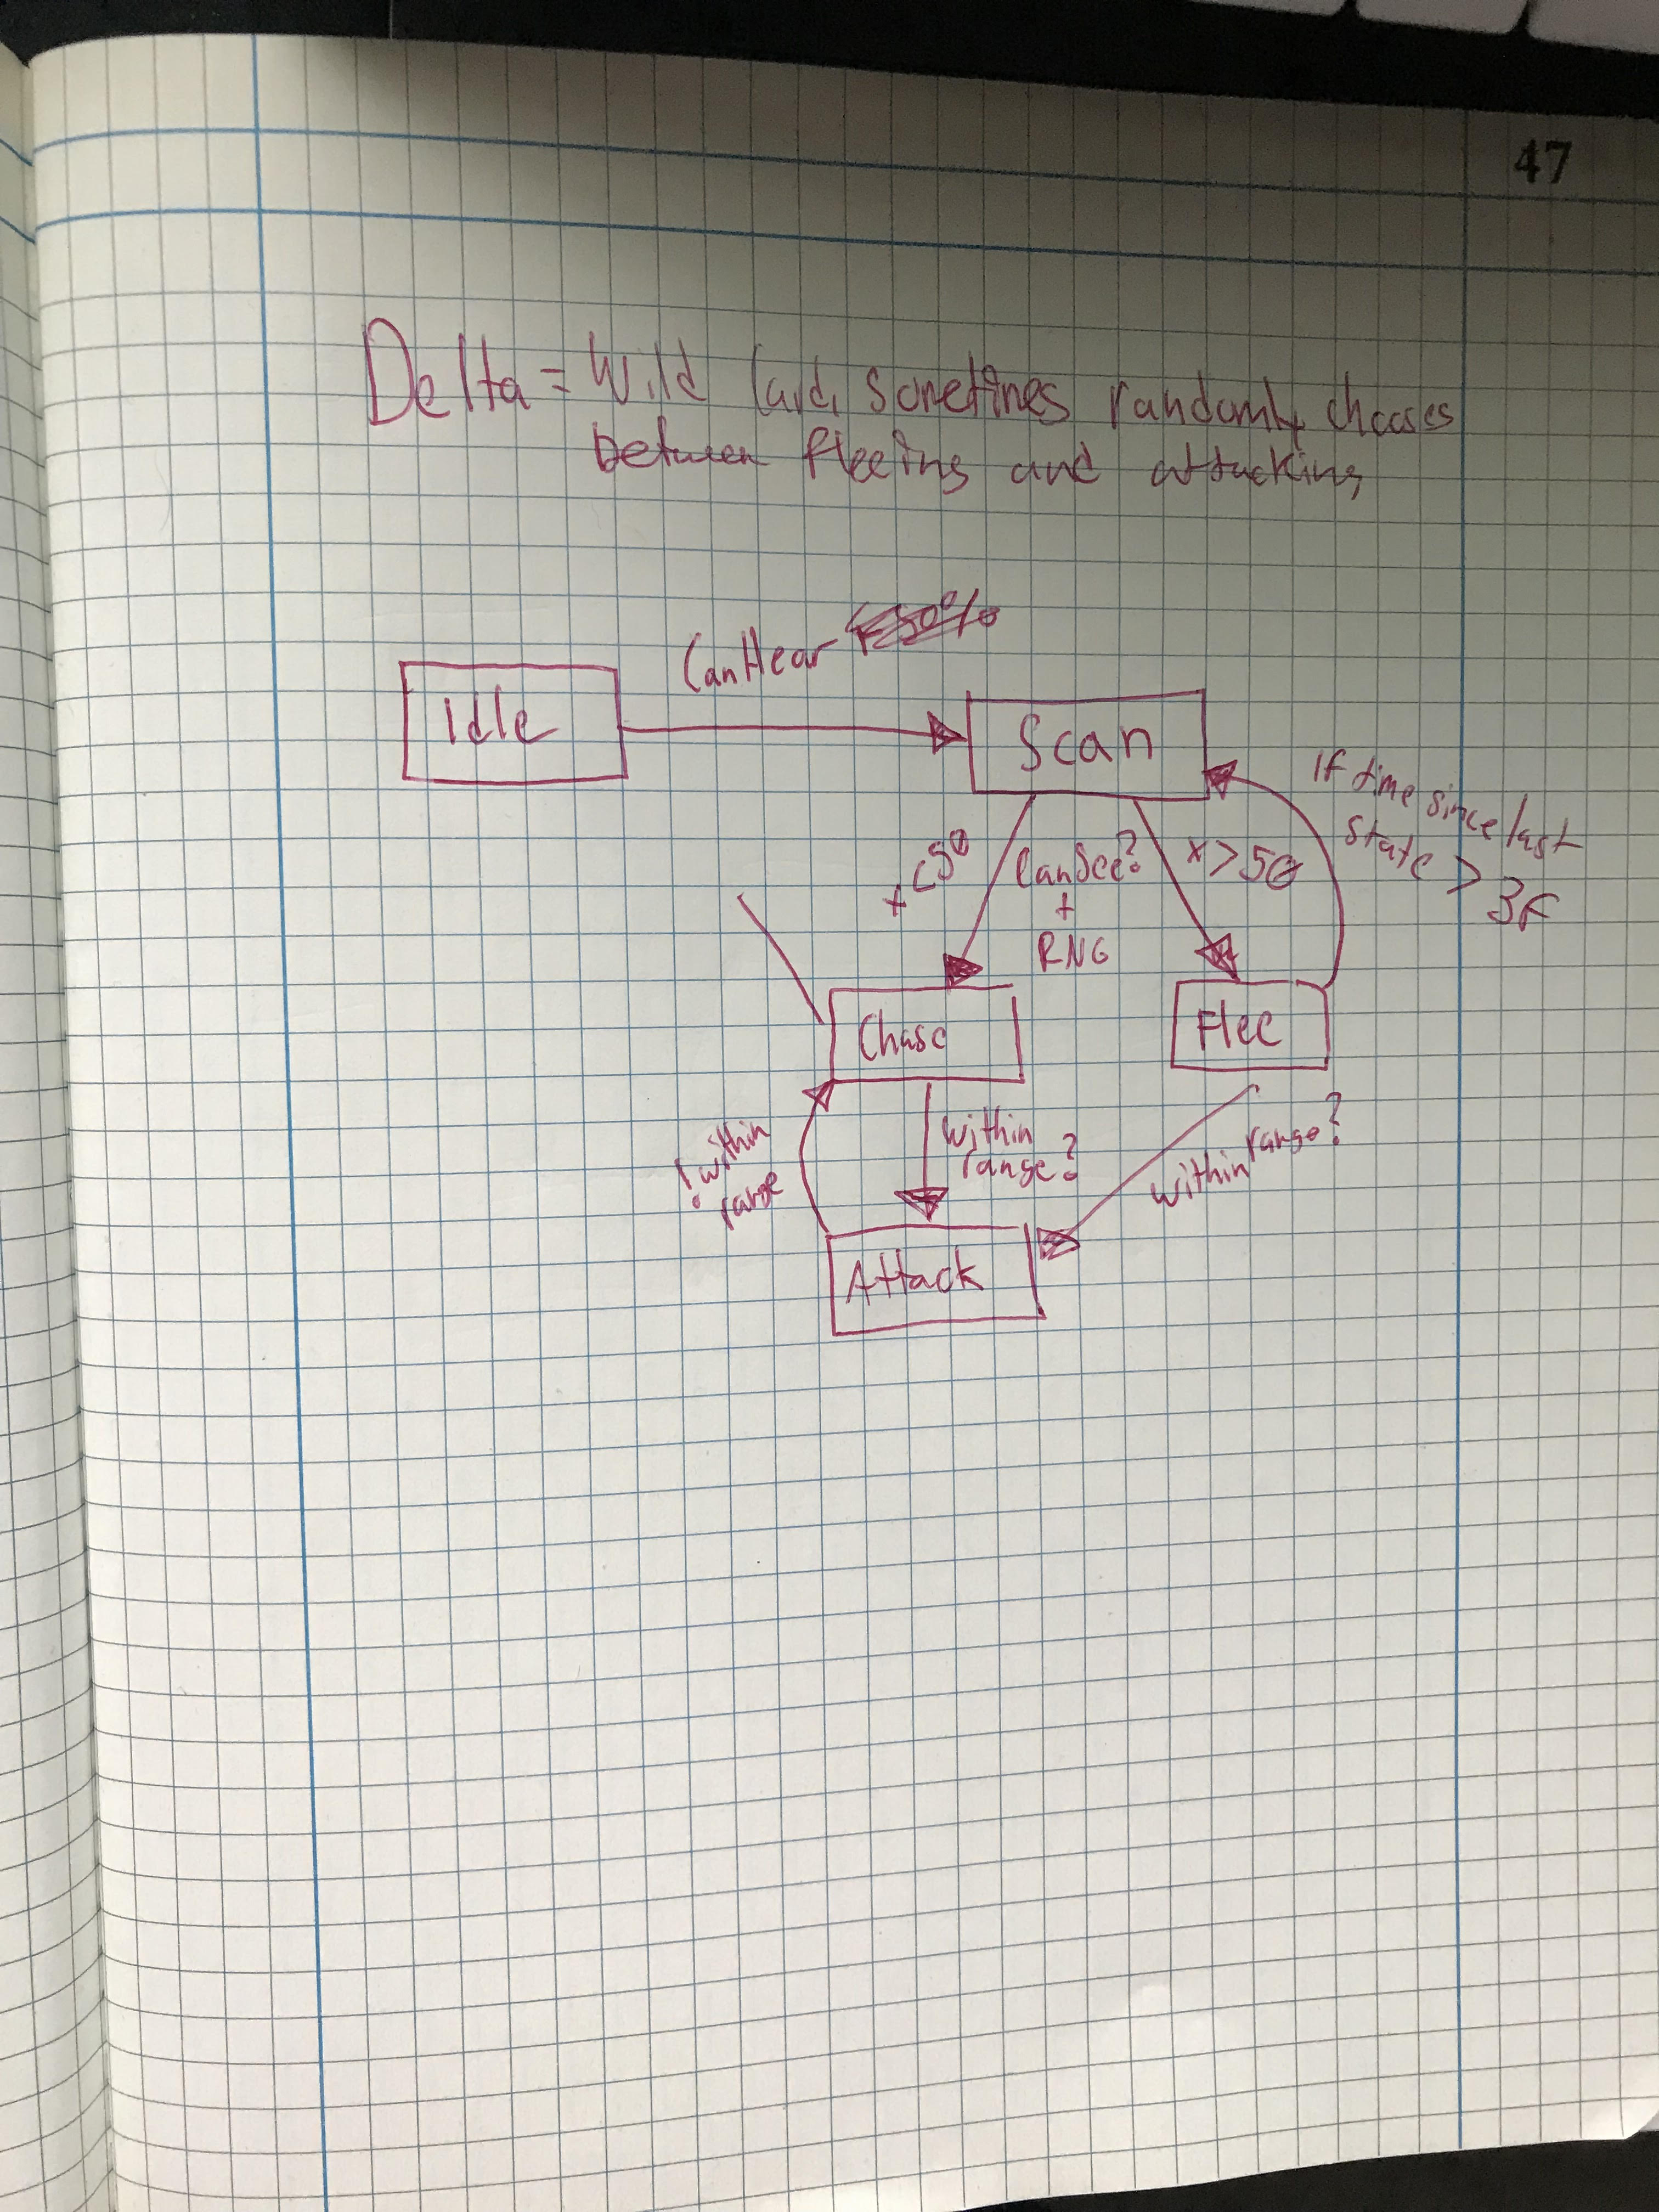 47
Delta = Wild Card, sometimes randomly chooses
between fleeing and attacking
CanHear
Idle
Scan
If time since last
state > 3F
x <50
CanSee?
+
RNG
x > 50
Chase
Flee
! within
range
within
range?
within range?
Attack